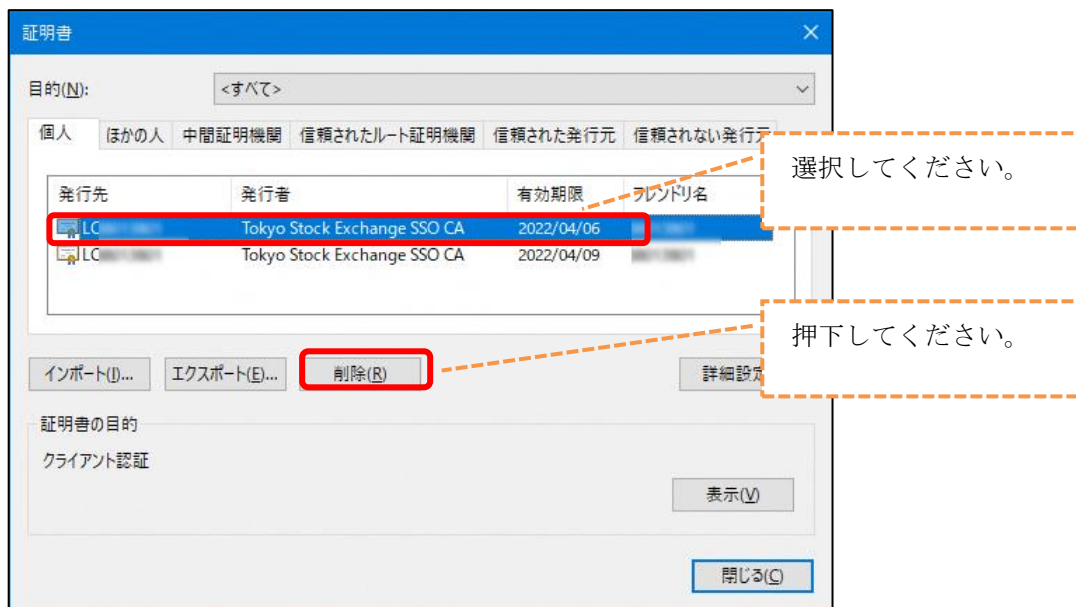 証明書
目的(N): <すべて>
個人 ほかの人 中間証明機関 信頼されたルート証明機関 信頼された発行元 信頼されない発行元
選択してください。
発行先 発行者 有効期限 フレンドリ名
LC Tokyo Stock Exchange SSO CA 2022/04/06
LC Tokyo Stock Exchange SSO CA 2022/04/09
押下してください。
インポート(I)... エクスポート(E)... 削除(R) 詳細設定
証明書の目的
クライアント認証
表示(V)
閉じる(C)